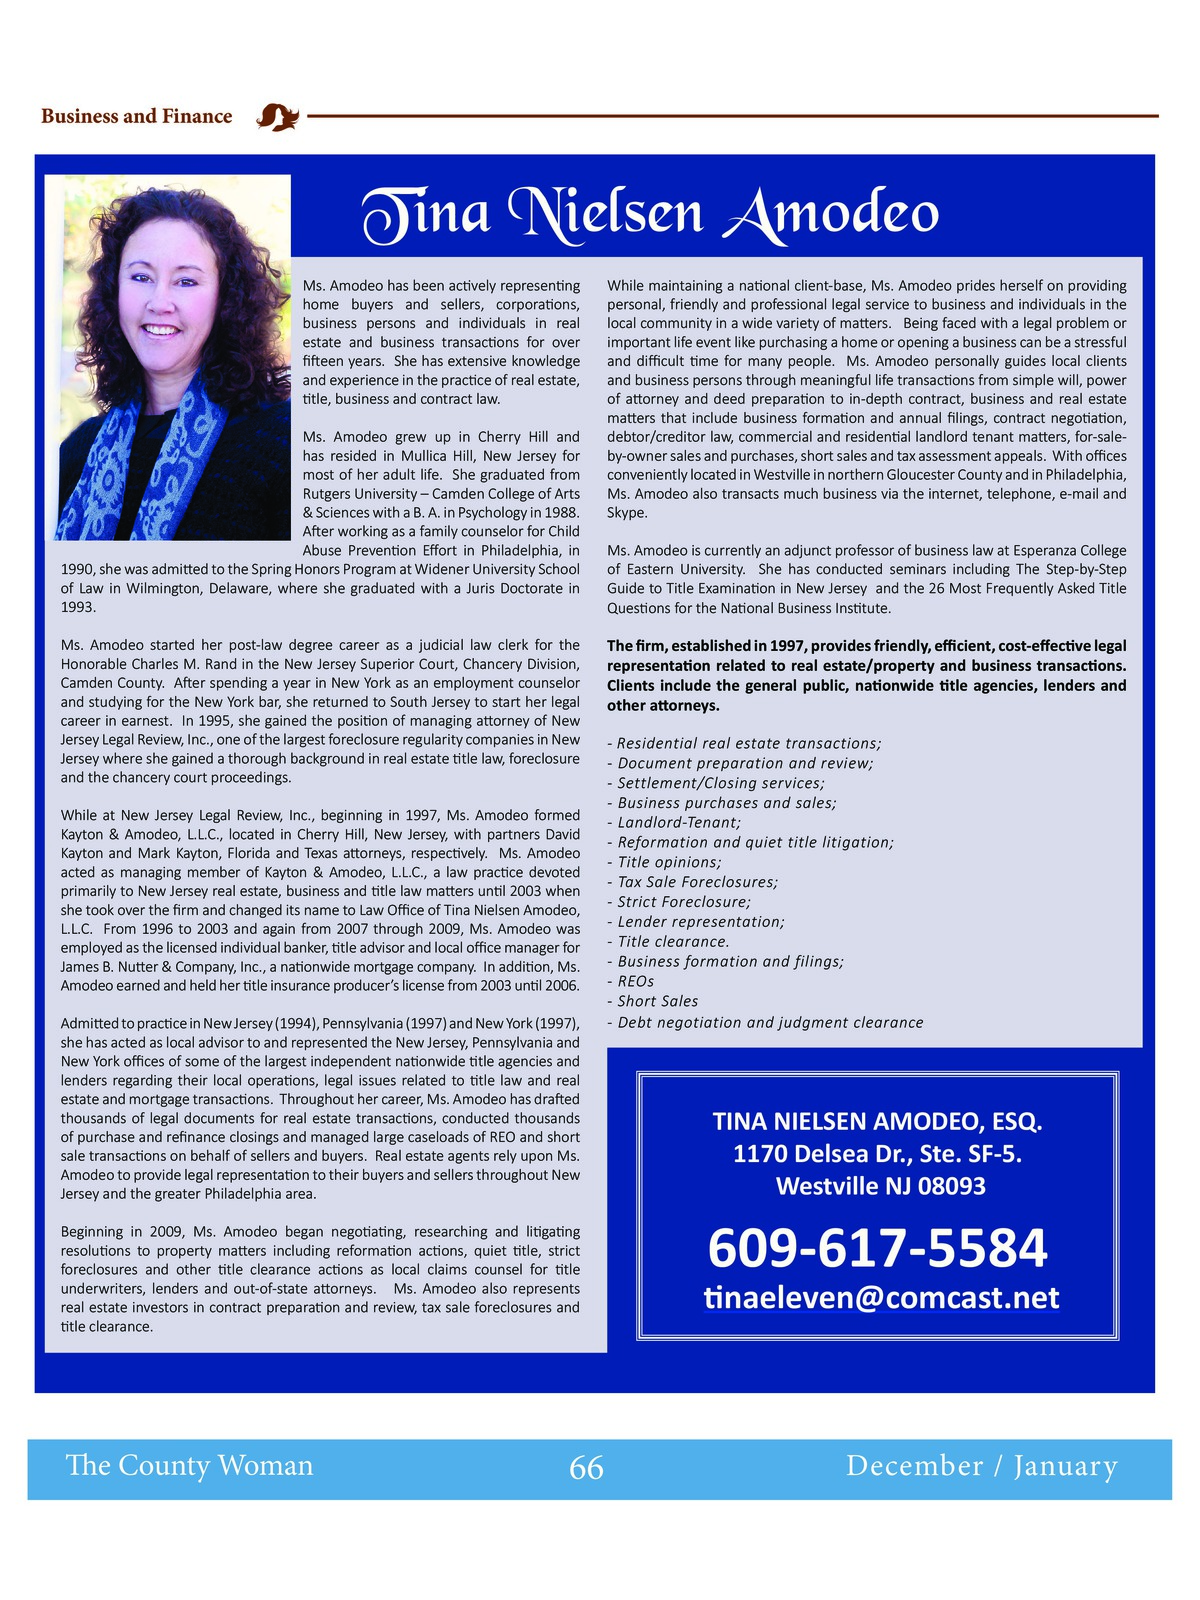 Business and Finance
Tina Nielsen Amodeo
Ms. Amodeo has been actively representing
home buyers and sellers, corporations,
business persons and individuals in real
estate and business transactions for over
fifteen years. She has extensive knowledge
and experience in the practice of real estate,
title, business and contract law.
Ms. Amodeo grew up in Cherry Hill and
has resided in Mullica Hill, New Jersey for
most of her adult life. She graduated from
Rutgers University – Camden College of Arts
& Sciences with a B. A. in Psychology in 1988.
After working as a family counselor for Child
Abuse Prevention Effort in Philadelphia, in
1990, she was admitted to the Spring Honors Program at Widener University School
of Law in Wilmington, Delaware, where she graduated with a Juris Doctorate in
1993.
Ms. Amodeo started her post-law degree career as a judicial law clerk for the
Honorable Charles M. Rand in the New Jersey Superior Court, Chancery Division,
Camden County. After spending a year in New York as an employment counselor
and studying for the New York bar, she returned to South Jersey to start her legal
career in earnest. In 1995, she gained the position of managing attorney of New
Jersey Legal Review, Inc., one of the largest foreclosure regularity companies in New
Jersey where she gained a thorough background in real estate title law, foreclosure
and the chancery court proceedings.
While at New Jersey Legal Review, Inc., beginning in 1997, Ms. Amodeo formed
Kayton & Amodeo, L.L.C., located in Cherry Hill, New Jersey, with partners David
Kayton and Mark Kayton, Florida and Texas attorneys, respectively. Ms. Amodeo
acted as managing member of Kayton & Amodeo, L.L.C., a law practice devoted
primarily to New Jersey real estate, business and title law matters until 2003 when
she took over the firm and changed its name to Law Office of Tina Nielsen Amodeo,
L.L.C. From 1996 to 2003 and again from 2007 through 2009, Ms. Amodeo was
employed as the licensed individual banker, title advisor and local office manager for
James B. Nutter & Company, Inc., a nationwide mortgage company. In addition, Ms.
Amodeo earned and held her title insurance producer's license from 2003 until 2006.
Admitted to practice in New Jersey (1994), Pennsylvania (1997) and New York (1997),
she has acted as local advisor to and represented the New Jersey, Pennsylvania and
New York offices of some of the largest independent nationwide title agencies and
lenders regarding their local operations, legal issues related to title law and real
estate and mortgage transactions. Throughout her career, Ms. Amodeo has drafted
thousands of legal documents for real estate transactions, conducted thousands
of purchase and refinance closings and managed large caseloads of REO and short
sale transactions on behalf of sellers and buyers. Real estate agents rely upon Ms.
Amodeo to provide legal representation to their buyers and sellers throughout New
Jersey and the greater Philadelphia area.
Beginning in 2009, Ms. Amodeo began negotiating, researching and litigating
resolutions to property matters including reformation actions, quiet title, strict
foreclosures and other title clearance actions as local claims counsel for title
underwriters, lenders and out-of-state attorneys. Ms. Amodeo also represents
real estate investors in contract preparation and review, tax sale foreclosures and
title clearance.
While maintaining a national client-base, Ms. Amodeo prides herself on providing
personal, friendly and professional legal service to business and individuals in the
local community in a wide variety of matters. Being faced with a legal problem or
important life event like purchasing a home or opening a business can be a stressful
and difficult time for many people. Ms. Amodeo personally guides local clients
and business persons through meaningful life transactions from simple will, power
of attorney and deed preparation to in-depth contract, business and real estate
matters that include business formation and annual filings, contract negotiation,
debtor/creditor law, commercial and residential landlord tenant matters, for-sale-
by-owner sales and purchases, short sales and tax assessment appeals. With offices
conveniently located in Westville in northern Gloucester County and in Philadelphia,
Ms. Amodeo also transacts much business via the internet, telephone, e-mail and
Skype.
Ms. Amodeo is currently an adjunct professor of business law at Esperanza College
of Eastern University. She has conducted seminars including The Step-by-Step
Guide to Title Examination in New Jersey and the 26 Most Frequently Asked Title
Questions for the National Business Institute.
The firm, established in 1997, provides friendly, efficient, cost-effective legal
representation related to real estate/property and business transactions.
Clients include the general public, nationwide title agencies, lenders and
other attorneys.
- Residential real estate transactions;
- Document preparation and review;
- Settlement/Closing services;
- Business purchases and sales;
- Landlord-Tenant;
- Reformation and quiet title litigation;
- Title opinions;
- Tax Sale Foreclosures;
- Strict Foreclosure;
- Lender representation;
- Title clearance.
- Business formation and filings;
- REOs
- Short Sales
- Debt negotiation and judgment clearance
TINA NIELSEN AMODEO, ESQ.
1170 Delsea Dr., Ste. SF-5.
Westville NJ 08093
609-617-5584
tinaeleven@comcast.net
The County Woman
66
December / January